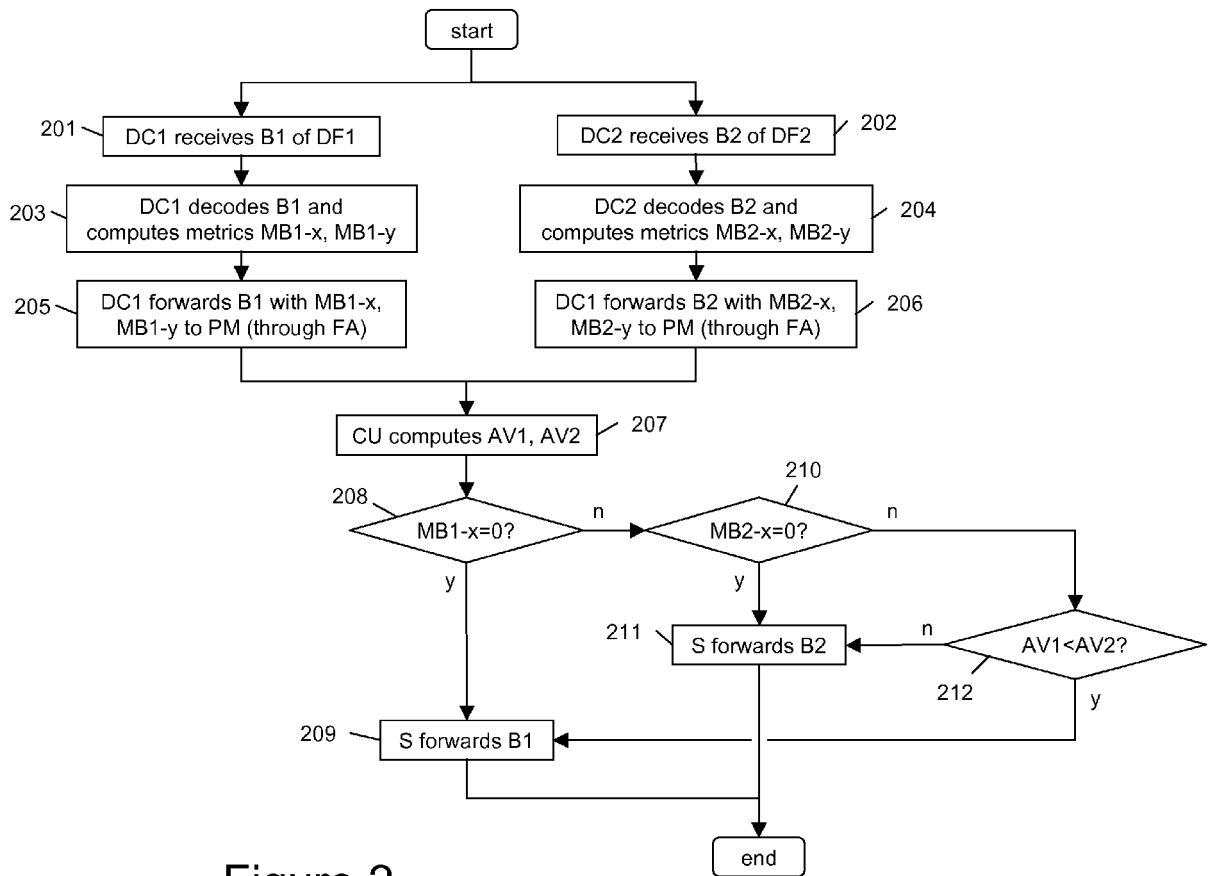 start
201
DC1 receives B1 of DF1
DC2 receives B2 of DF2
202
203
DC1 decodes B1 and
computes metrics MB1-x, MB1-y
DC2 decodes B2 and
computes metrics MB2-x, MB2-y
204
205
DC1 forwards B1 with MB1-x,
MB1-y to PM (through FA)
DC1 forwards B2 with MB2-x,
MB2-y to PM (through FA)
206
CU computes AV1, AV2
207
208
MB1-x=0?
n
y
210
MB2-x=0?
n
y
211
S forwards B2
n
AV1<AV2?
212
y
209
S forwards B1
end
Figure 2